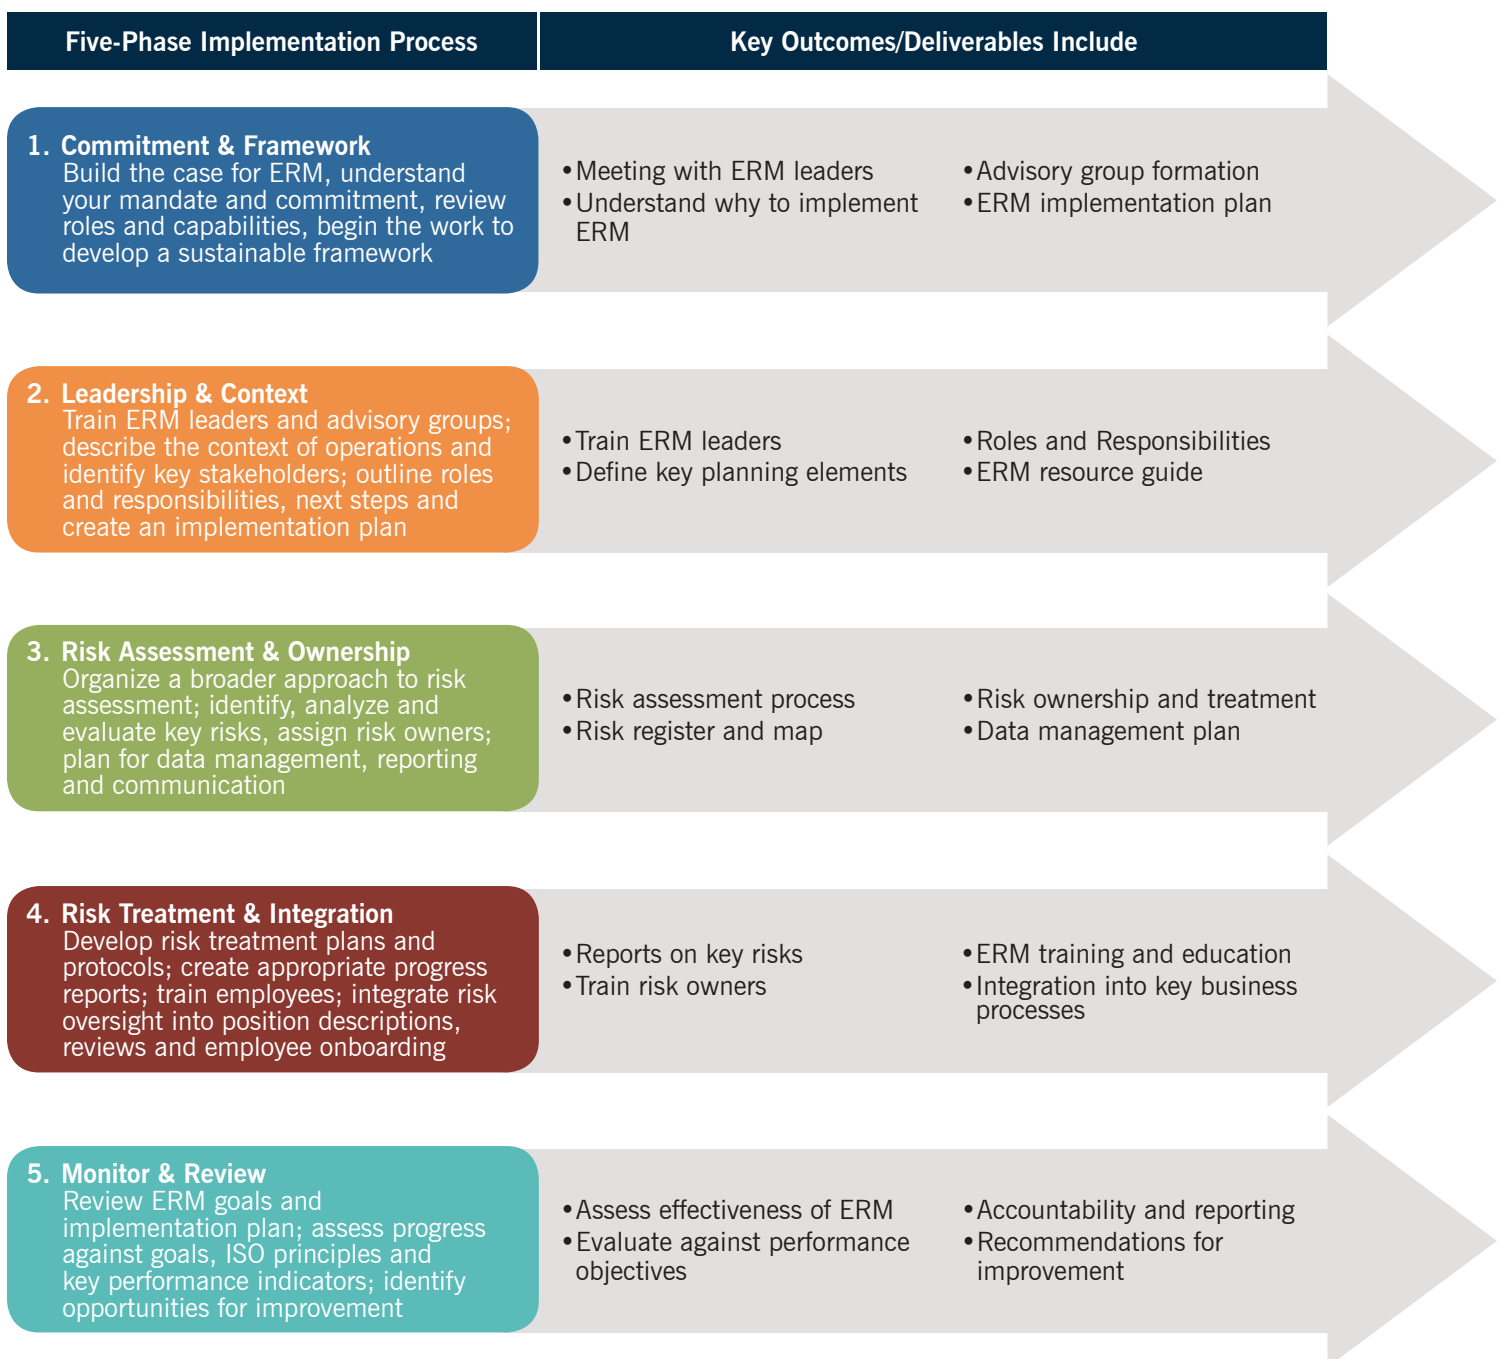 Five-Phase Implementation Process
Key Outcomes/Deliverables Include
1. Commitment & Framework
Build the case for ERM, understand
your mandate and commitment, review
roles and capabilities, begin the work to
develop a sustainable framework
•Meeting with ERM leaders
•Understand why to implement
ERM
•Advisory group formation
•ERM implementation plan
2. Leadership & Context
Train ERM leaders and advisory groups;
describe the context of operations and
identify key stakeholders; outline roles
and responsibilities, next steps and
create an implementation plan
•Train ERM leaders
•Define key planning elements
•Roles and Responsibilities
•ERM resource guide
3. Risk Assessment & Ownership
Organize a broader approach to risk
assessment; identify, analyze and
evaluate key risks, assign risk owners;
plan for data management, reporting
and communication
•Risk assessment process
•Risk register and map
•Risk ownership and treatment
•Data management plan
4. Risk Treatment & Integration
Develop risk treatment plans and
protocols; create appropriate progress
reports; train employees; integrate risk
oversight into position descriptions,
reviews and employee onboarding
•Reports on key risks
•Train risk owners
•ERM training and education
•Integration into key business
processes
5. Monitor & Review
Review ERM goals and
implementation plan; assess progress
against goals, ISO principles and
key performance indicators; identify
opportunities for improvement
•Assess effectiveness of ERM
•Evaluate against performance
objectives
•Accountability and reporting
•Recommendations for
improvement